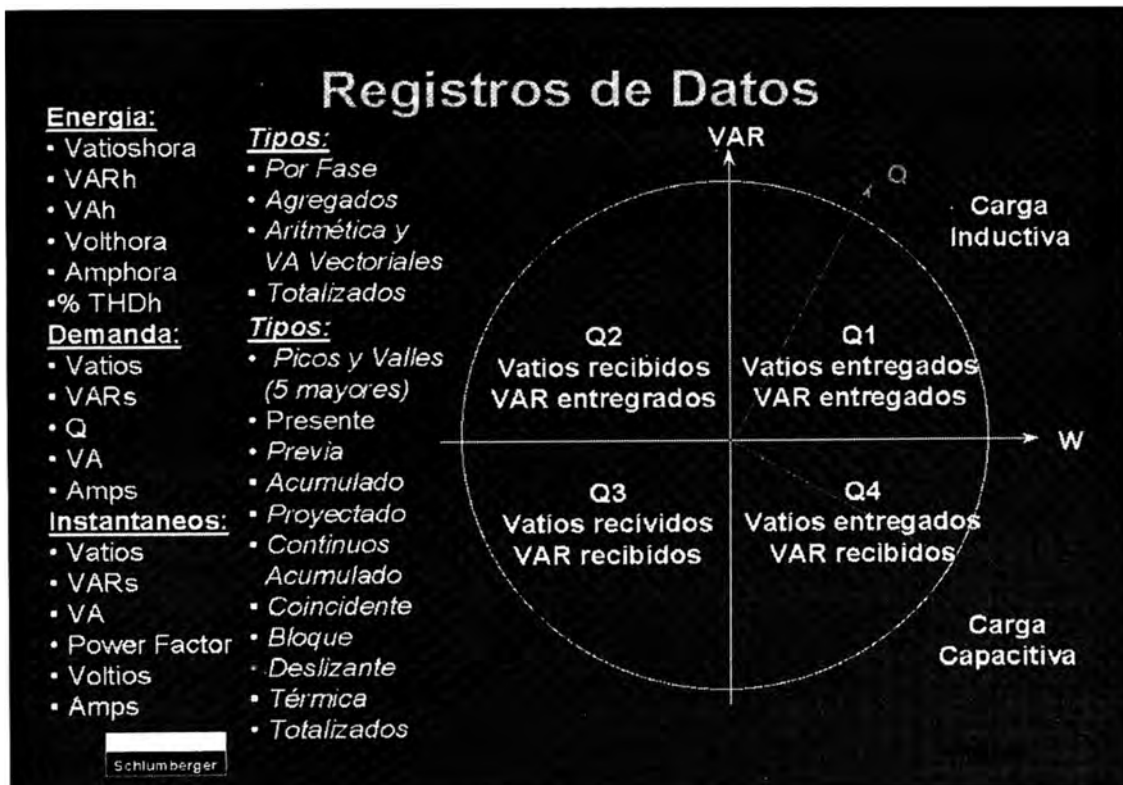 Registros de Datos
Energia:
• Vatioshora
• VARh
• VAh
• Volthora
• Amphora
•% THDh
Demanda:
• Vatios
• VARs
• Q
• VA
• Amps
Instantaneos:
• Vatios
• VARs
• VA
• Power Factor
• Voltios
• Amps
Tipos:
• Por Fase
• Agregados
• Aritmética y
VA Vectoriales
• Totalizados
Tipos:
• Picos y Valles
(5 mayores)
• Presente
• Previa
• Acumulado
• Proyectado
• Continuos
Acumulado
• Coincidente
• Bloque
• Deslizante
• Térmica
• Totalizados
VAR
Q
Carga
Inductiva
Q2
Vatios recibidos
VAR entregrados
Q1
Vatios entregados
VAR entregados
W
Q3
Vatios recividos
VAR recibidos
Q4
Vatios entregados
VAR recibidos
Carga
Capacitiva
Schlumberger